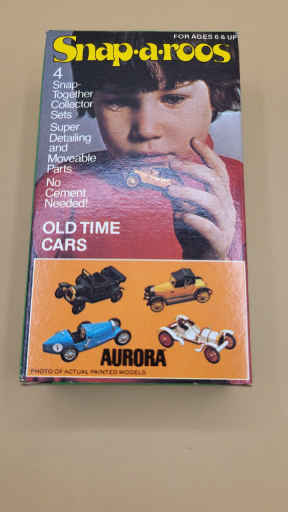 FOR AGES 6 & UP
Snap-a-roos
4
Snap-
Together
Collector
Sets
Super
Detailing
and
Moveable
Parts
No
Cement
Needed!
OLD TIME
CARS
AURORA
PHOTO OF ACTUAL PAINTED MODELS